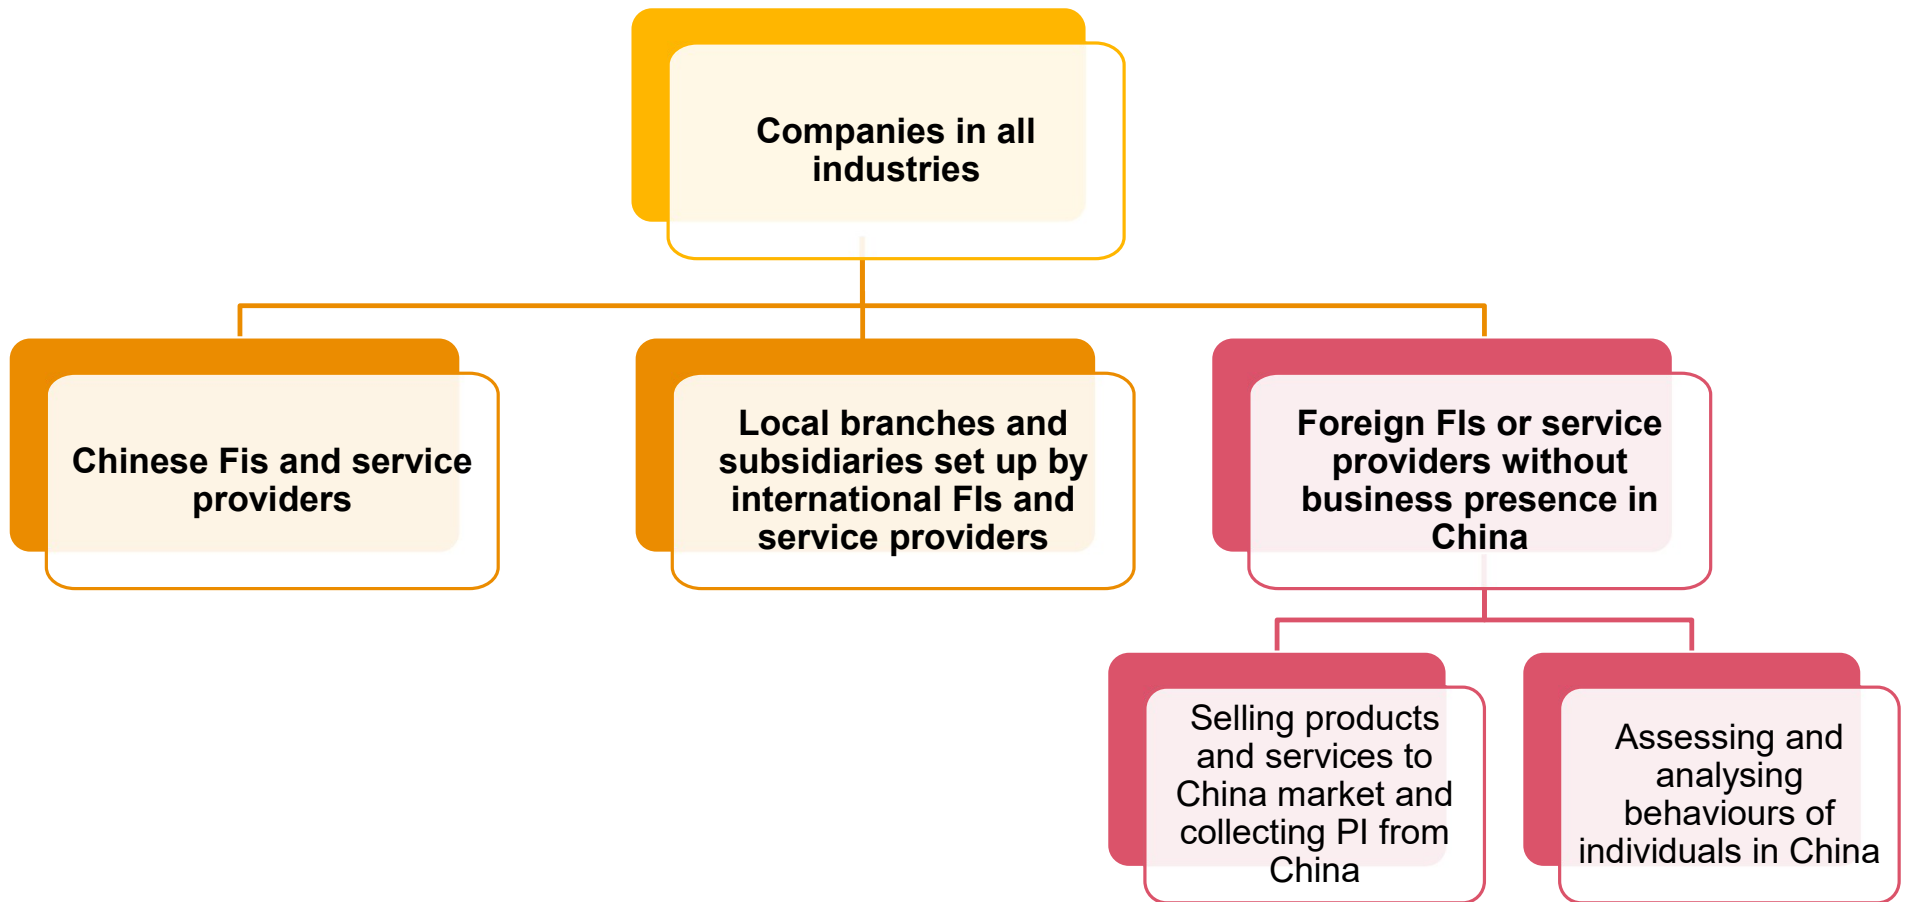 Companies in all
industries
Chinese Fis and service
providers
Local branches and
subsidiaries set up by
international FIs and
service providers
Foreign FIs or service
providers without
business presence in
China
Selling products
and services to
China market and
collecting PI from
China
Assessing and
analysing
behaviours of
individuals in China